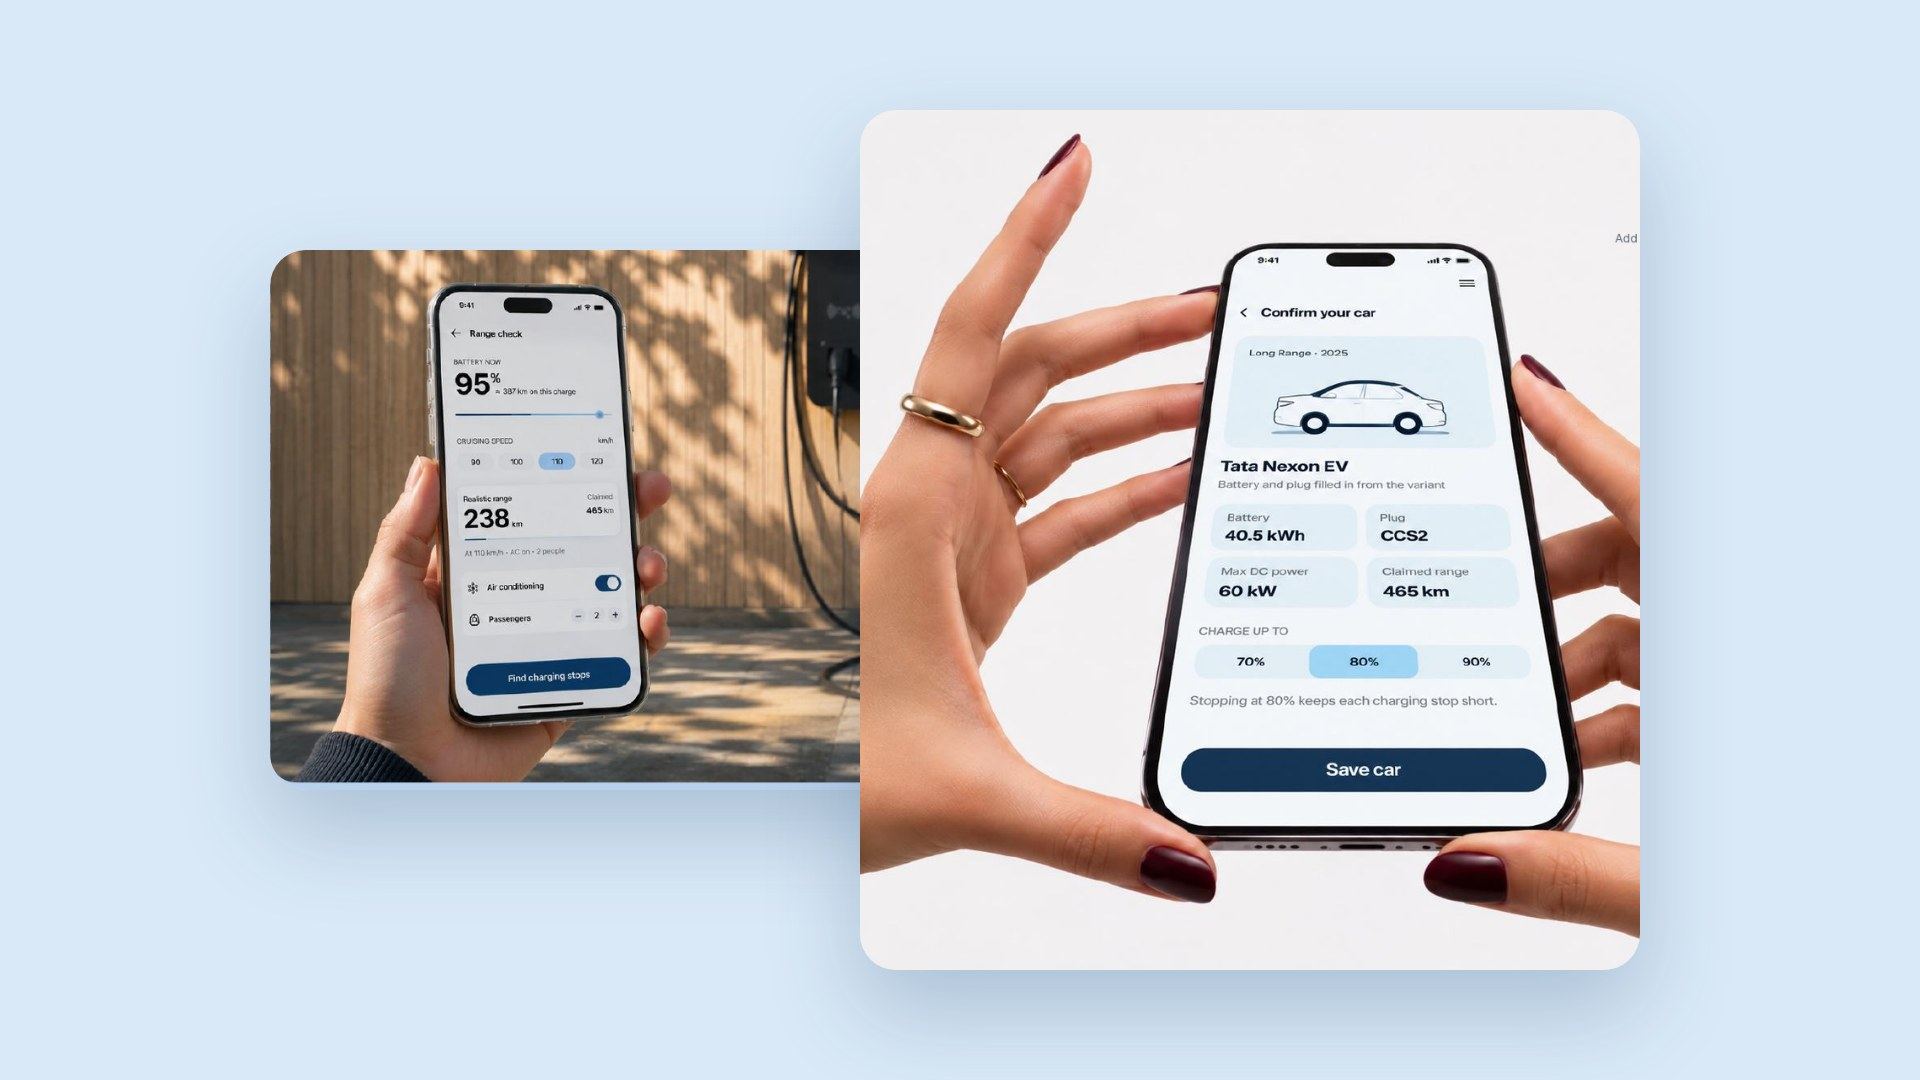 9:41
Range check
BATTERY NOW
95%
≈ 387 km on this charge
CRUISING SPEED km/h
90 100 110 120
Realistic range Claimed
238 km 465 km
At 110 km/h • AC on • 2 people
Air conditioning
Passengers − 2 +
Find charging stops
Add
9:41
Confirm your car
Long Range • 2025
Tata Nexon EV
Battery and plug filled in from the variant
Battery Plug
40.5 kWh CCS2
Max DC power Claimed range
60 kW 465 km
CHARGE UP TO
70% 80% 90%
Stopping at 80% keeps each charging stop short.
Save car